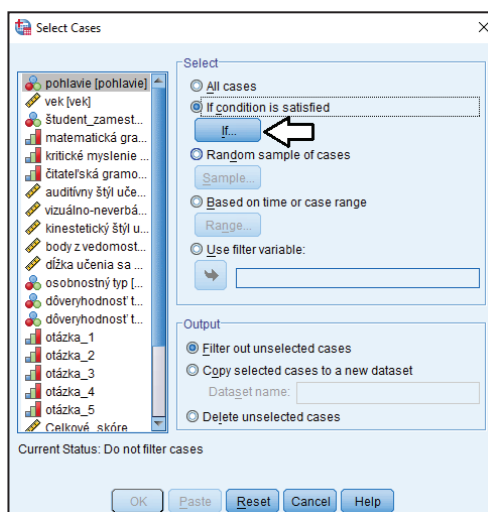 Select Cases
pohlavie [pohlavie]
vek [vek]
študent_zamest...
matematická gra...
kritické myslenie ...
čitateľská gramo...
auditívny štýl uče...
vizuálno-neverbá...
kinestetický štýl u...
body z vedomost...
dĺžka učenia sa ...
osobnostný typ [...
dôveryhodnosť t...
dôveryhodnosť t...
otázka_1
otázka_2
otázka_3
otázka_4
otázka_5
Celkové_skóre
Select
All cases
If condition is satisfied
If...
Random sample of cases
Sample...
Based on time or case range
Range...
Use filter variable:
Output
Filter out unselected cases
Copy selected cases to a new dataset
Dataset name:
Delete unselected cases
Current Status: Do not filter cases
OK Paste Reset Cancel Help